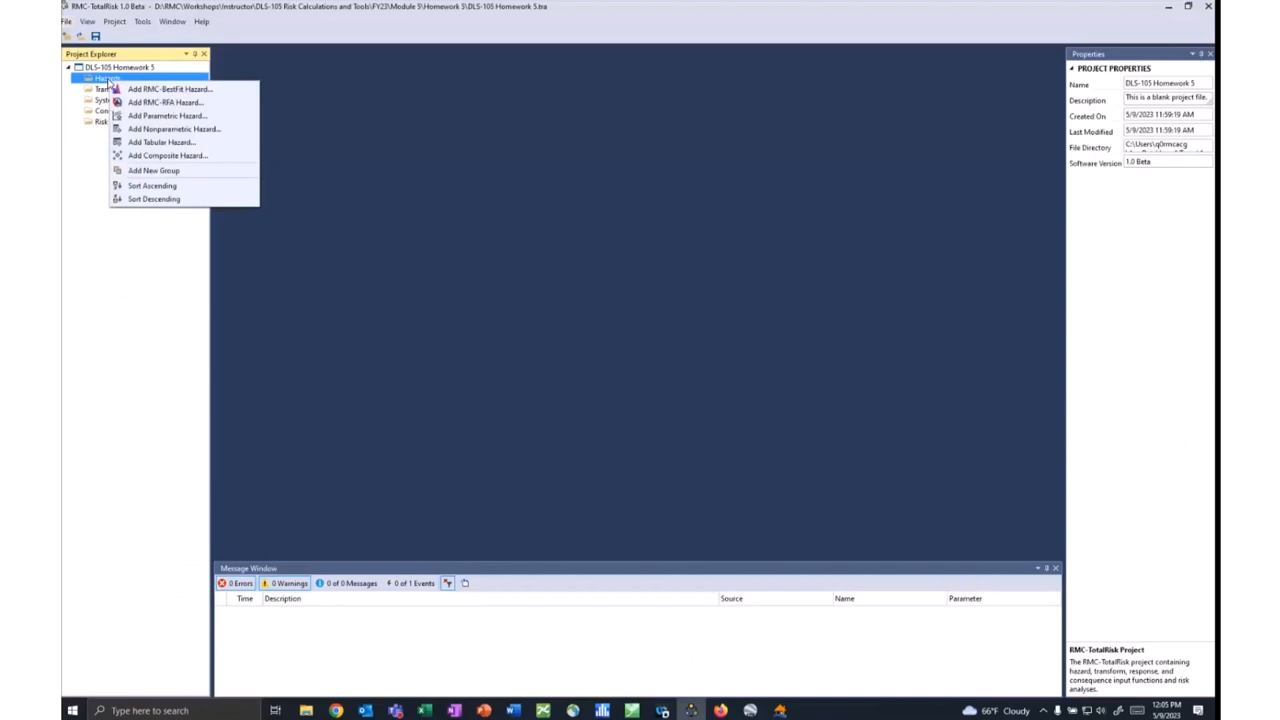 RMC-TotalRisk 1.0 Beta - D:\RMC\Workshops\Instructor\DLS-105 Risk Calculations and Tools\FY23\Module 5\Homework 5\DLS-105 Homework 5.tra
File View Project Tools Window Help
Project Explorer
DLS-105 Homework 5
Hazards
Add RMC-BestFit Hazard...
Add RMC-RFA Hazard...
Add Parametric Hazard...
Add Nonparametric Hazard...
Add Tabular Hazard...
Add Composite Hazard...
Add New Group
Sort Ascending
Sort Descending
Tran
Syste
Con
Risk
Properties
PROJECT PROPERTIES
Name DLS-105 Homework 5
Description This is a blank project file.
Created On 5/9/2023 11:59:19 AM
Last Modified 5/9/2023 11:59:19 AM
File Directory C:\Users\q0rmcacg
Software Version 1.0 Beta
Message Window
0 Errors 0 Warnings 0 of 0 Messages 0 of 1 Events
Time Description Source Name Parameter
RMC-TotalRisk Project
The RMC-TotalRisk project containing
hazard, transform, response, and
consequence input functions and risk
analyses.
Type here to search
66°F Cloudy
12:05 PM
5/9/2023